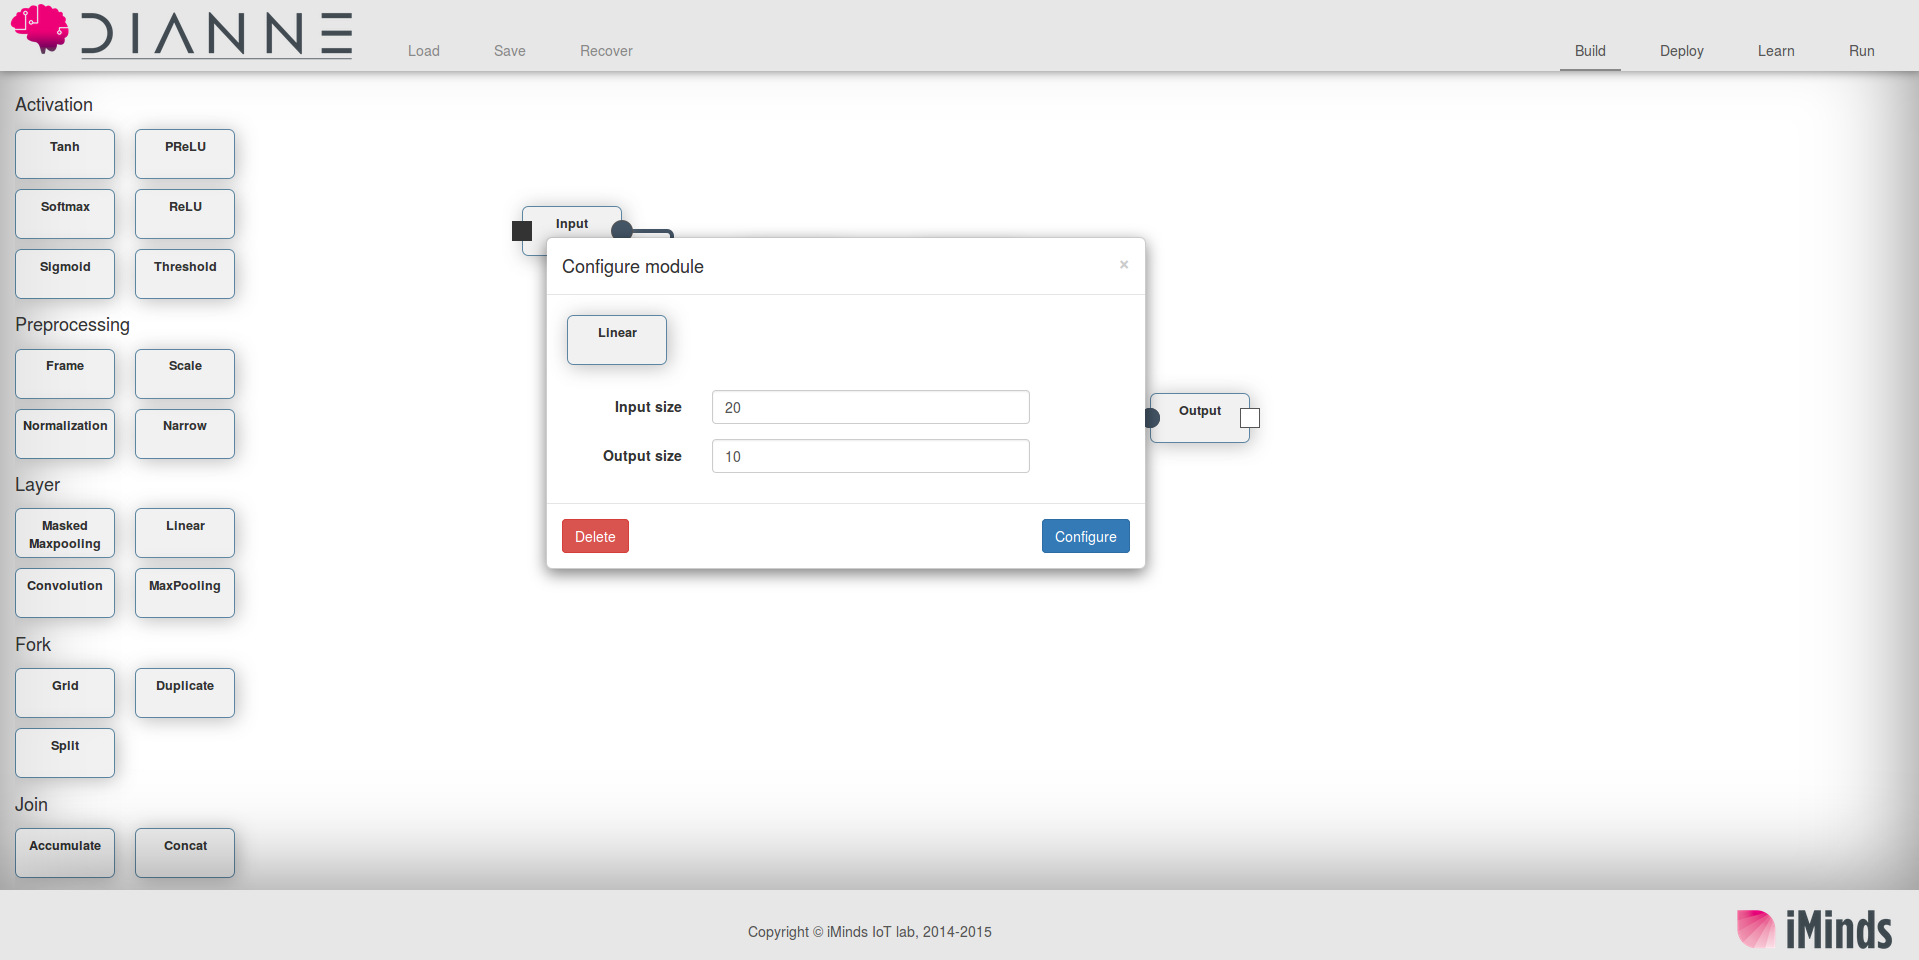 DIANNE
Load Save Recover
Build Deploy Learn Run
Activation
Tanh PReLU
Softmax ReLU
Sigmoid Threshold
Preprocessing
Frame Scale
Normalization Narrow
Layer
Masked
Maxpooling
Linear
Convolution MaxPooling
Fork
Grid Duplicate
Split
Join
Accumulate Concat
Input
Configure module ×
Linear
Input size 20
Output size 10
Delete Configure
Output
Copyright © iMinds IoT lab, 2014-2015
iMinds